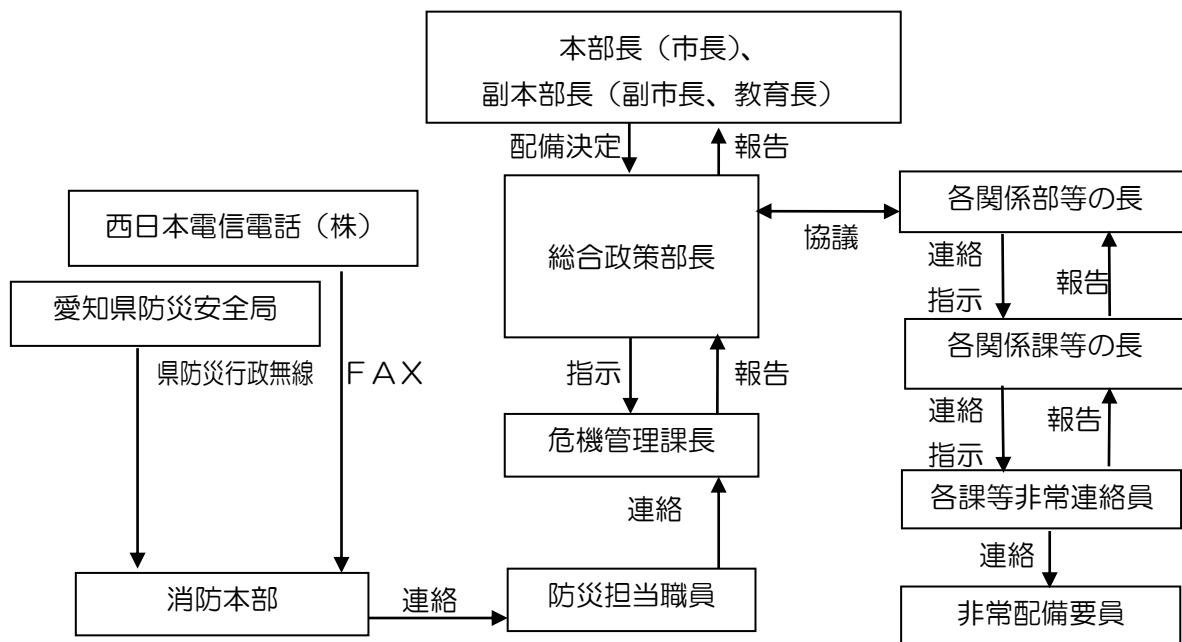 本部長（市長）、
副本部長（副市長、教育長）
配備決定
報告
西日本電信電話（株）
愛知県防災安全局
県防災行政無線
ＦＡＸ
総合政策部長
協議
各関係部等の長
連絡
指示
報告
各関係課等の長
指示
報告
危機管理課長
連絡
指示
報告
各課等非常連絡員
連絡
連絡
消防本部
連絡
防災担当職員
非常配備要員